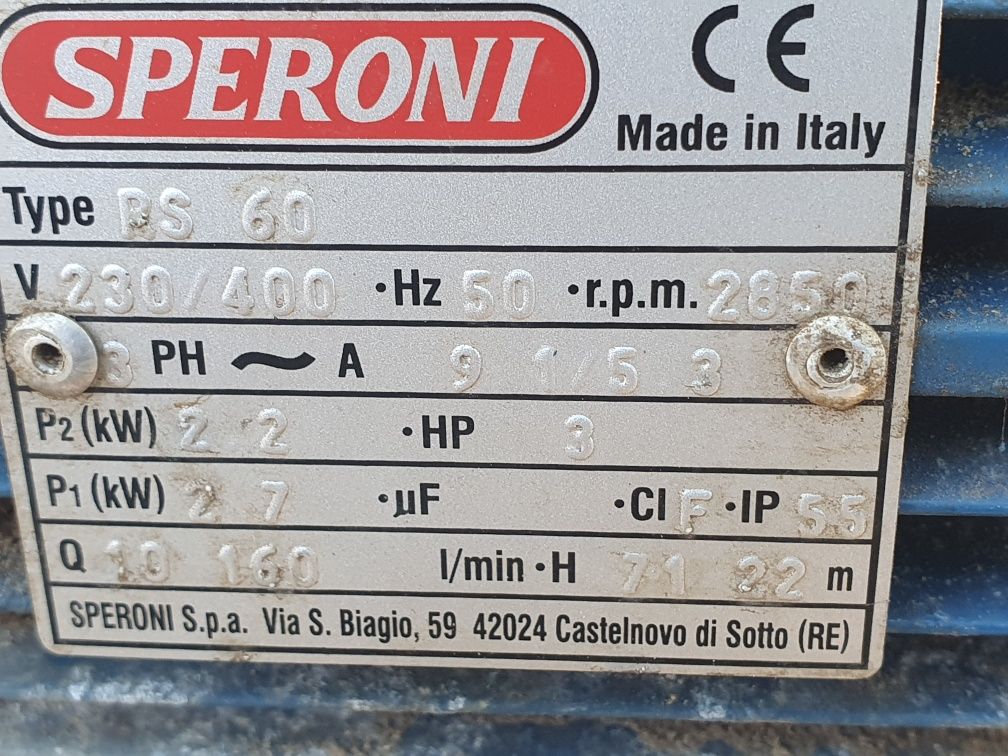 SPERONI
CE
Made in Italy
Type RS 60
V 230/400 ·Hz 50 ·r.p.m. 2850
3 PH ~ A 9 1/5 3
P2 (kW) 2 2 ·HP 3
P1 (kW) 2 7 ·µF ·Cl F ·IP 55
Q 10 160 l/min ·H 71 22 m
SPERONI S.p.a. Via S. Biagio, 59 42024 Castelnovo di Sotto (RE)